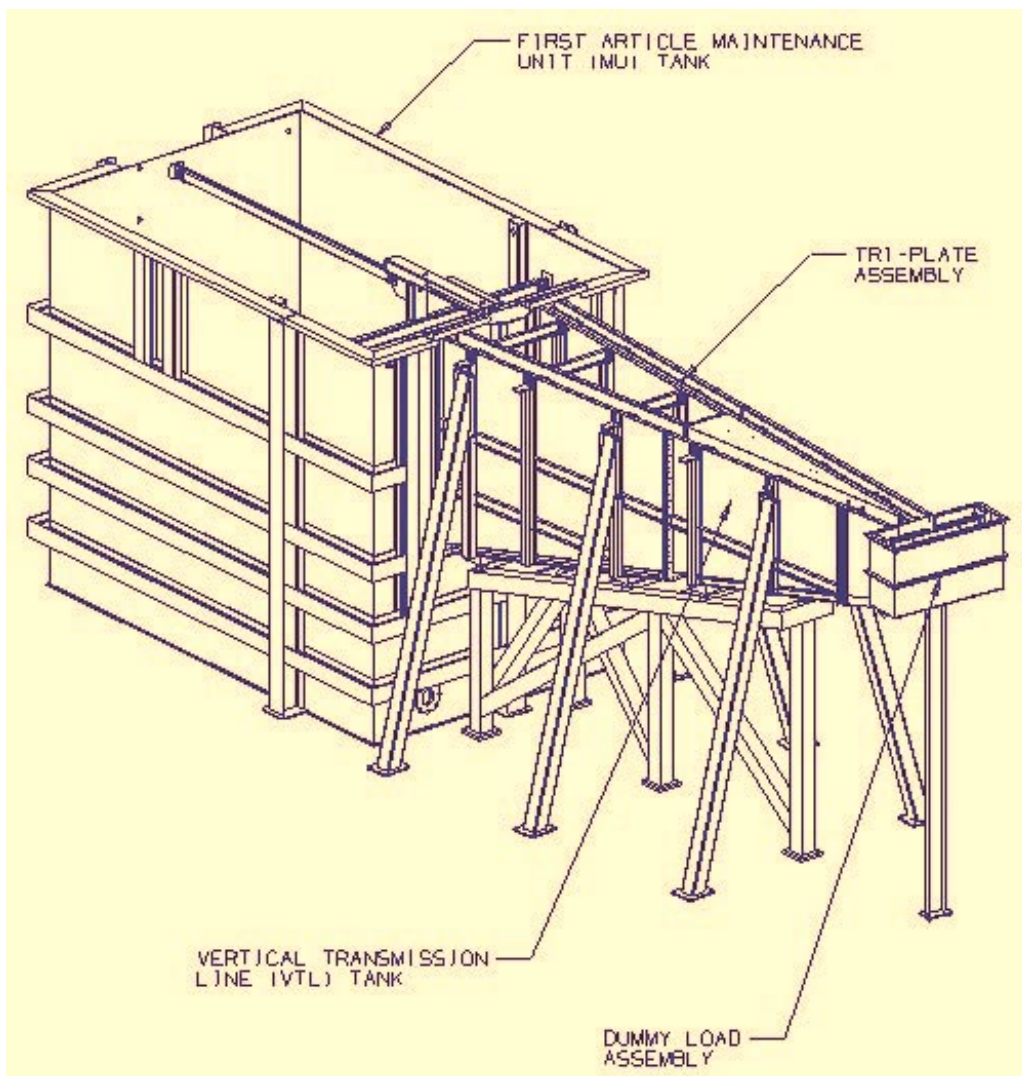 FIRST ARTICLE MAINTENANCE
UNIT (MU) TANK
TRI-PLATE
ASSEMBLY
VERTICAL TRANSMISSION
LINE (VTL) TANK
DUMMY LOAD
ASSEMBLY